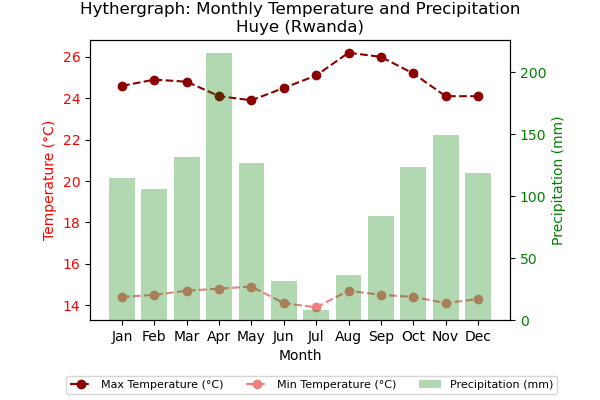 Hythergraph: Monthly Temperature and Precipitation
Huye (Rwanda)
Temperature (°C)
26
24
22
20
18
16
14
Precipitation (mm)
200
150
100
50
0
Jan Feb Mar Apr May Jun Jul Aug Sep Oct Nov Dec
Month
Max Temperature (°C) Min Temperature (°C) Precipitation (mm)